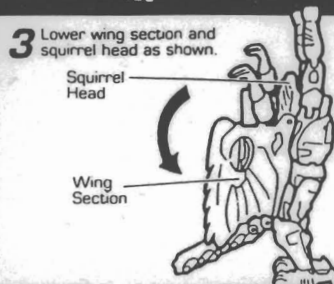 3 Lower wing section and
squirrel head as shown.
Squirrel
Head
Wing
Section